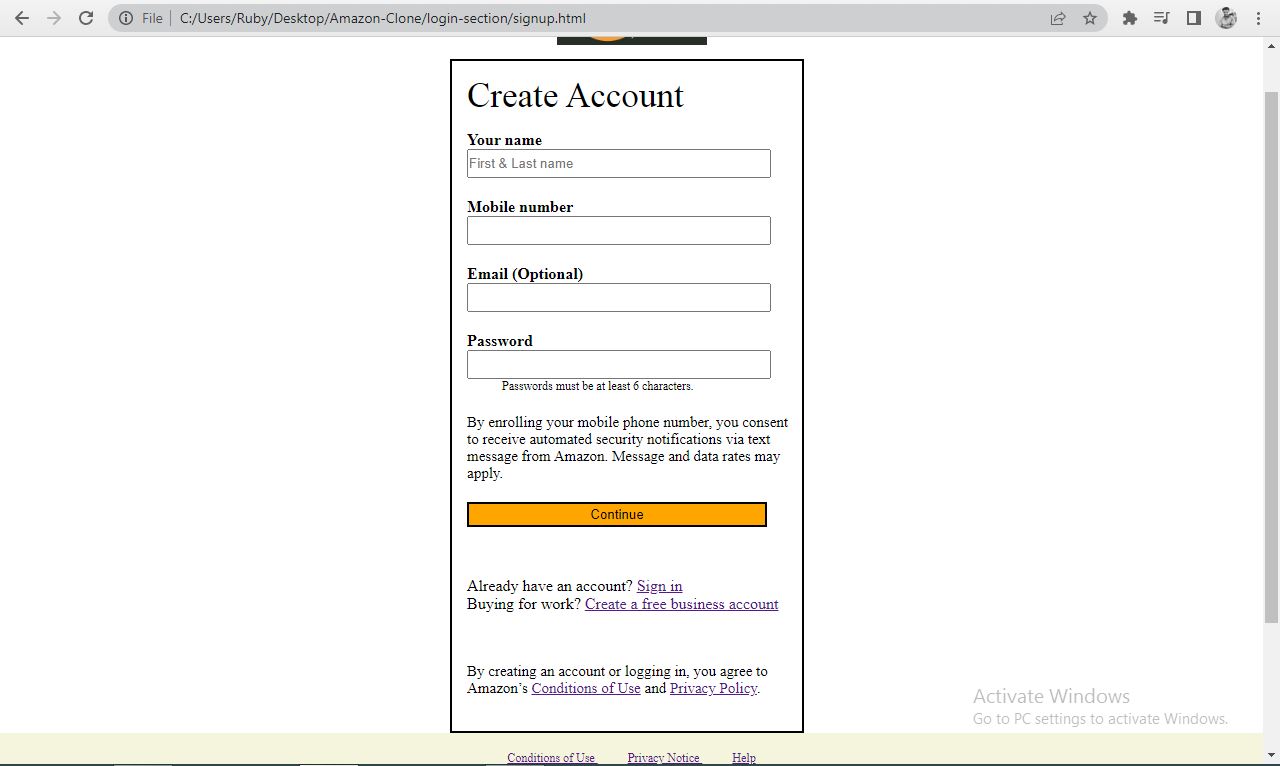 File
C:/Users/Ruby/Desktop/Amazon-Clone/login-section/signup.html
Create Account
Your name
First & Last name
Mobile number
Email (Optional)
Password
Passwords must be at least 6 characters.
By enrolling your mobile phone number, you consent
to receive automated security notifications via text
message from Amazon. Message and data rates may
apply.
Continue
Already have an account? Sign in
Buying for work? Create a free business account
By creating an account or logging in, you agree to
Amazon’s Conditions of Use and Privacy Policy.
Activate Windows
Go to PC settings to activate Windows.
Conditions of Use Privacy Notice Help